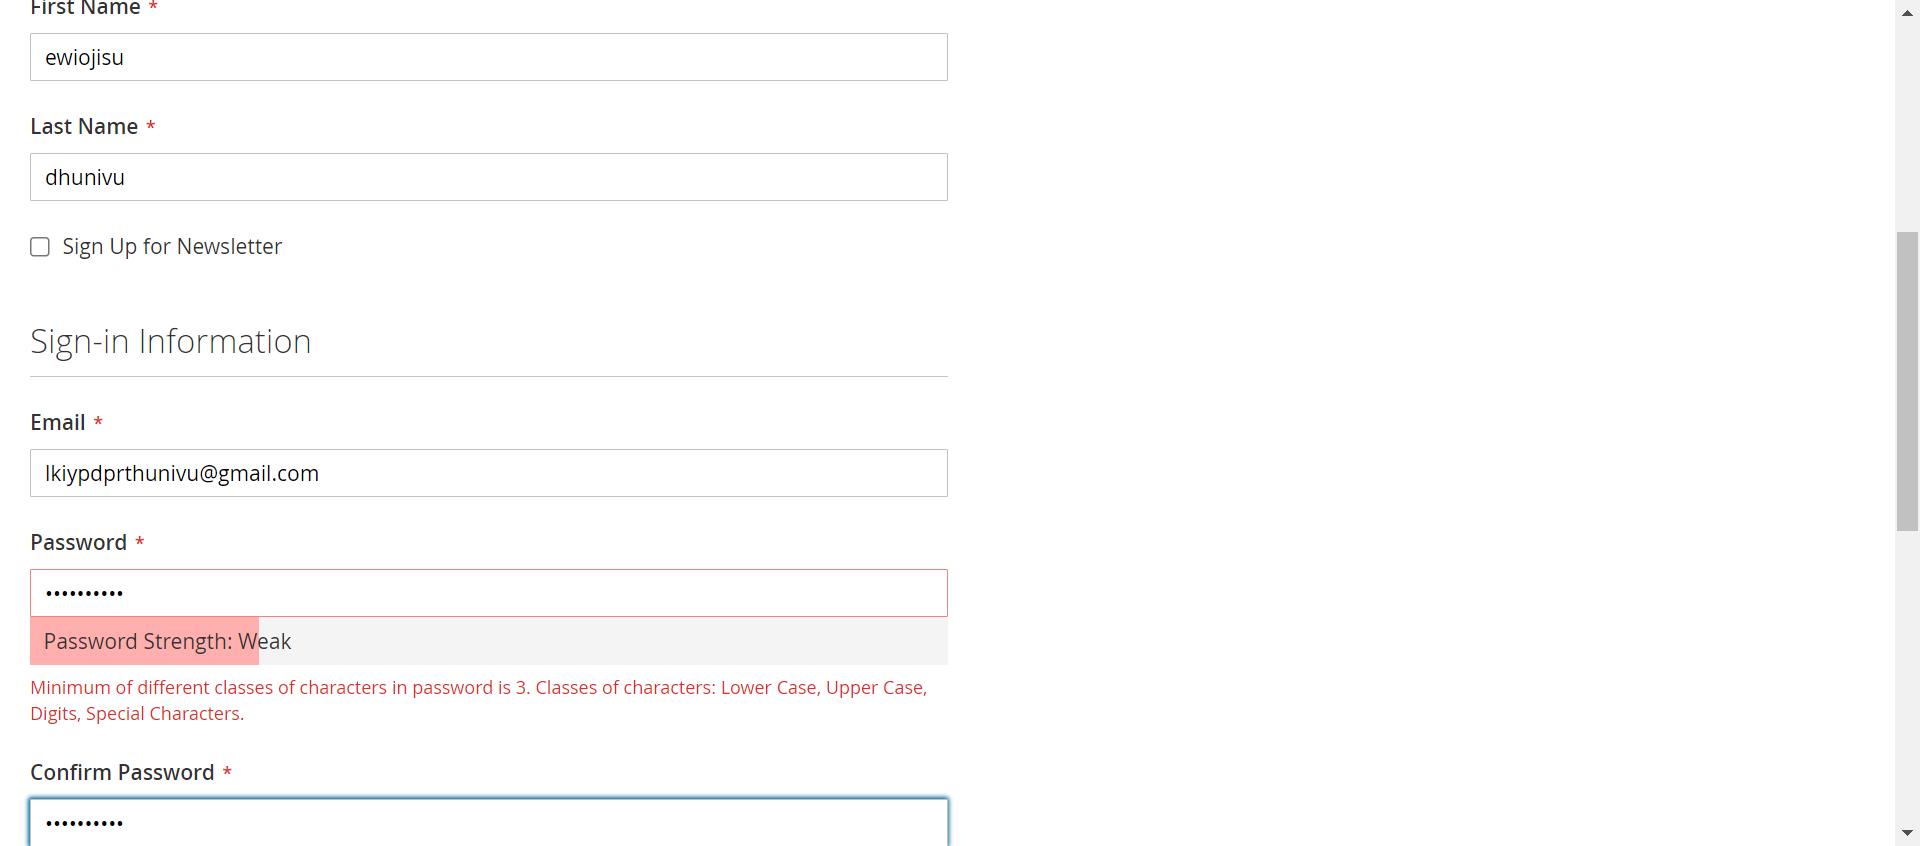 First Name *
ewiojisu
Last Name *
dhunivu
Sign Up for Newsletter
Sign-in Information
Email *
lkiypdprthunivu@gmail.com
Password *
••••••••••
Password Strength: Weak
Minimum of different classes of characters in password is 3. Classes of characters: Lower Case, Upper Case,
Digits, Special Characters.
Confirm Password *
••••••••••